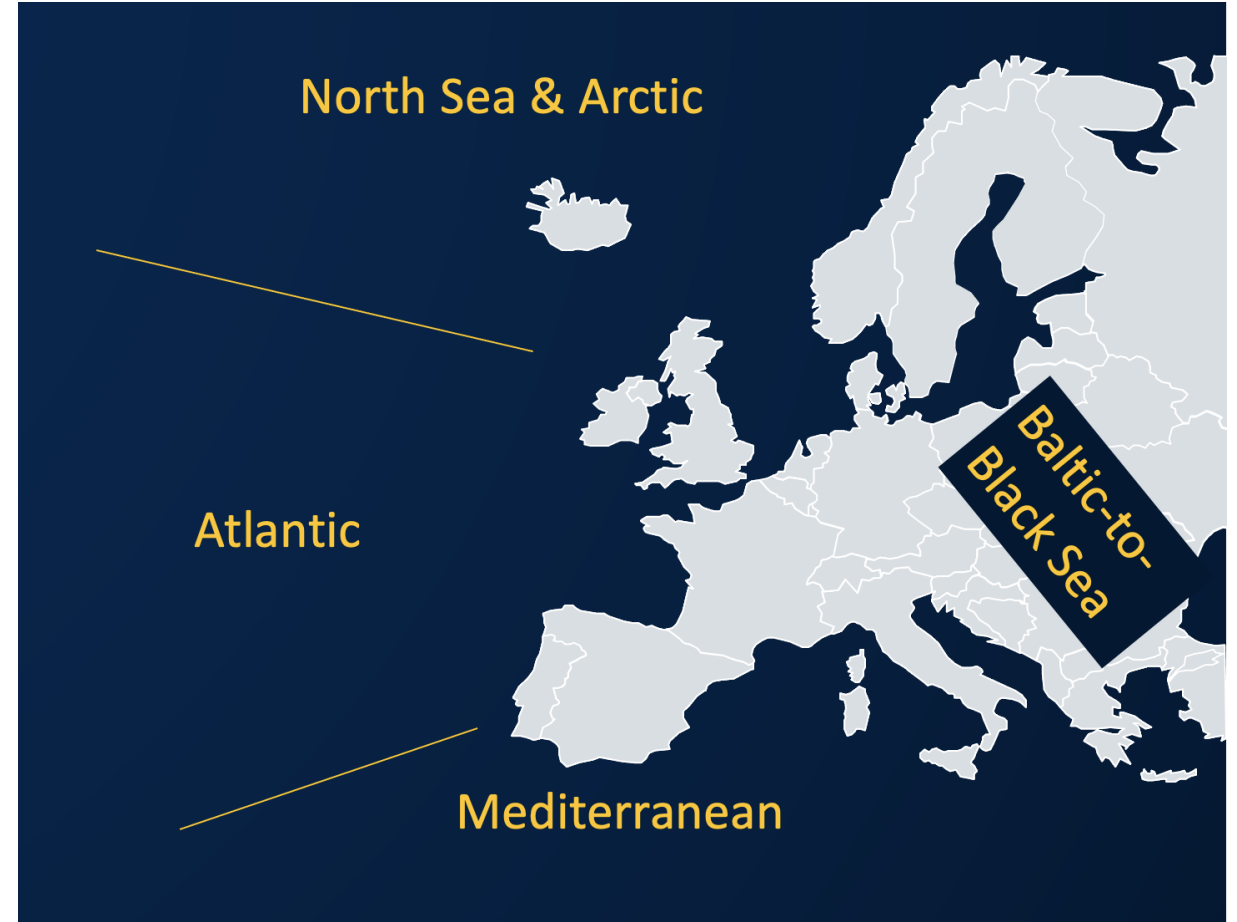 North Sea & Arctic
Atlantic
Baltic-to-
Black Sea
Mediterranean